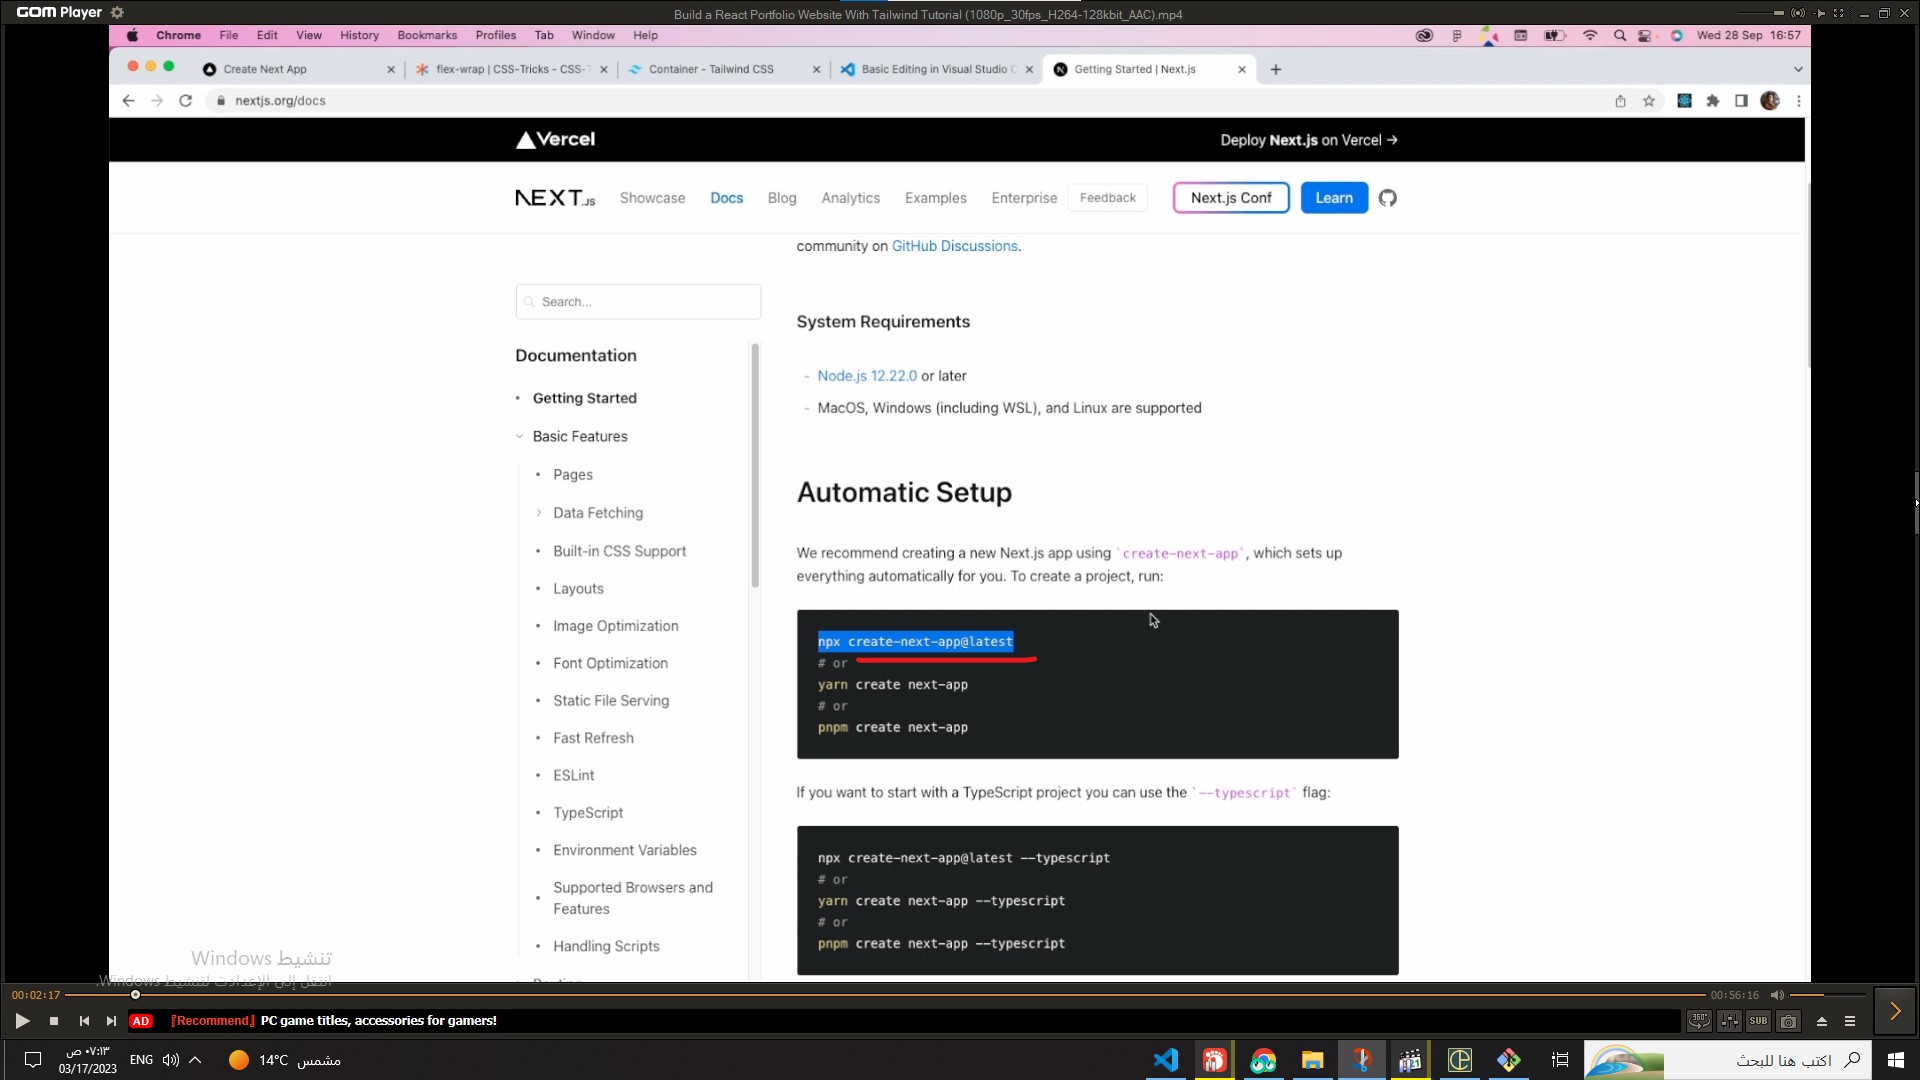 GOM Player
Build a React Portfolio Website With Tailwind Tutorial (1080p_30fps_H264-128kbit_AAC).mp4
Chrome File Edit View History Bookmarks Profiles Tab Window Help
Wed 28 Sep 16:57
Create Next App
flex-wrap | CSS-Tricks - CSS-T
Container - Tailwind CSS
Basic Editing in Visual Studio C
Getting Started | Next.js
nextjs.org/docs
Vercel
Deploy Next.js on Vercel →
NEXT.JS Showcase Docs Blog Analytics Examples Enterprise Feedback Next.js Conf Learn
community on GitHub Discussions.
Search...
Documentation
Getting Started
Basic Features
Pages
Data Fetching
Built-in CSS Support
Layouts
Image Optimization
Font Optimization
Static File Serving
Fast Refresh
ESLint
TypeScript
Environment Variables
Supported Browsers and
Features
Handling Scripts
System Requirements
- Node.js 12.22.0 or later
- MacOS, Windows (including WSL), and Linux are supported
Automatic Setup
We recommend creating a new Next.js app using `create-next-app`, which sets up
everything automatically for you. To create a project, run:
npx create-next-app@latest
# or
yarn create next-app
# or
pnpm create next-app
If you want to start with a TypeScript project you can use the `--typescript` flag:
npx create-next-app@latest --typescript
# or
yarn create next-app --typescript
# or
pnpm create next-app --typescript
تنشيط Windows
انتقل إلى الإعدادات لتنشيط Windows.
00:02:17
00:56:16
AD [Recommend] PC game titles, accessories for gamers!
360°
SUB
٠٧:١٣ ص
03/17/2023
ENG
14°C مشمس
اكتب هنا للبحث